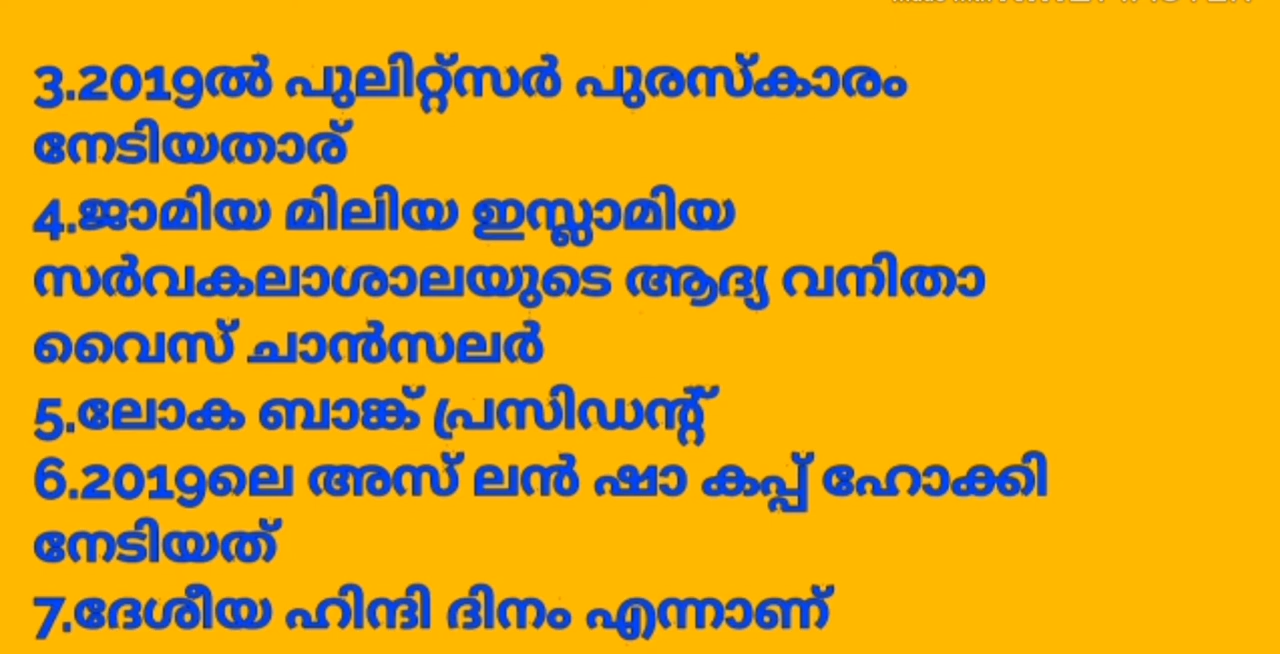 3.2019ൽ പുലിറ്റ്സർ പുരസ്കാരം
നേടിയതാര്
4.ജാമിയ മിലിയ ഇസ്ലാമിയ
സർവകലാശാലയുടെ ആദ്യ വനിതാ
വൈസ് ചാൻസലർ
5.ലോക ബാങ്ക് പ്രസിഡന്റ്
6.2019ലെ അസ് ലൻ ഷാ കപ്പ് ഹോക്കി
നേടിയത്
7.ദേശീയ ഹിന്ദി ദിനം എന്നാണ്